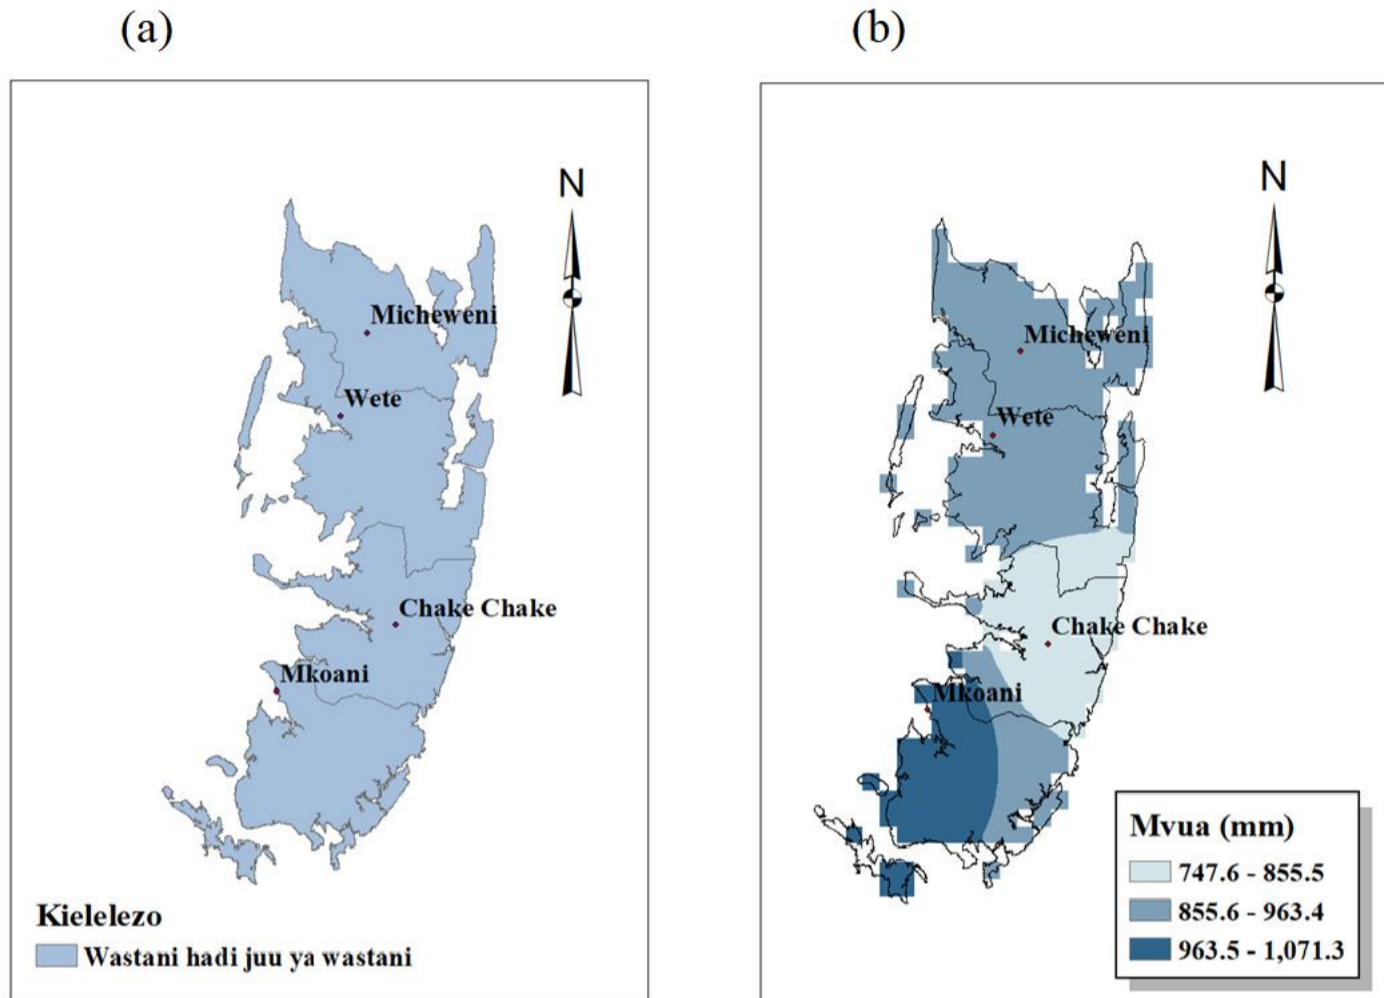 (a)
N
Micheweni
Wete
Chake Chake
Mkoani
Kielelezo
Wastani hadi juu ya wastani
(b)
N
Micheweni
Wete
Chake Chake
Mkoani
Mvua (mm)
747.6 - 855.5
855.6 - 963.4
963.5 - 1,071.3